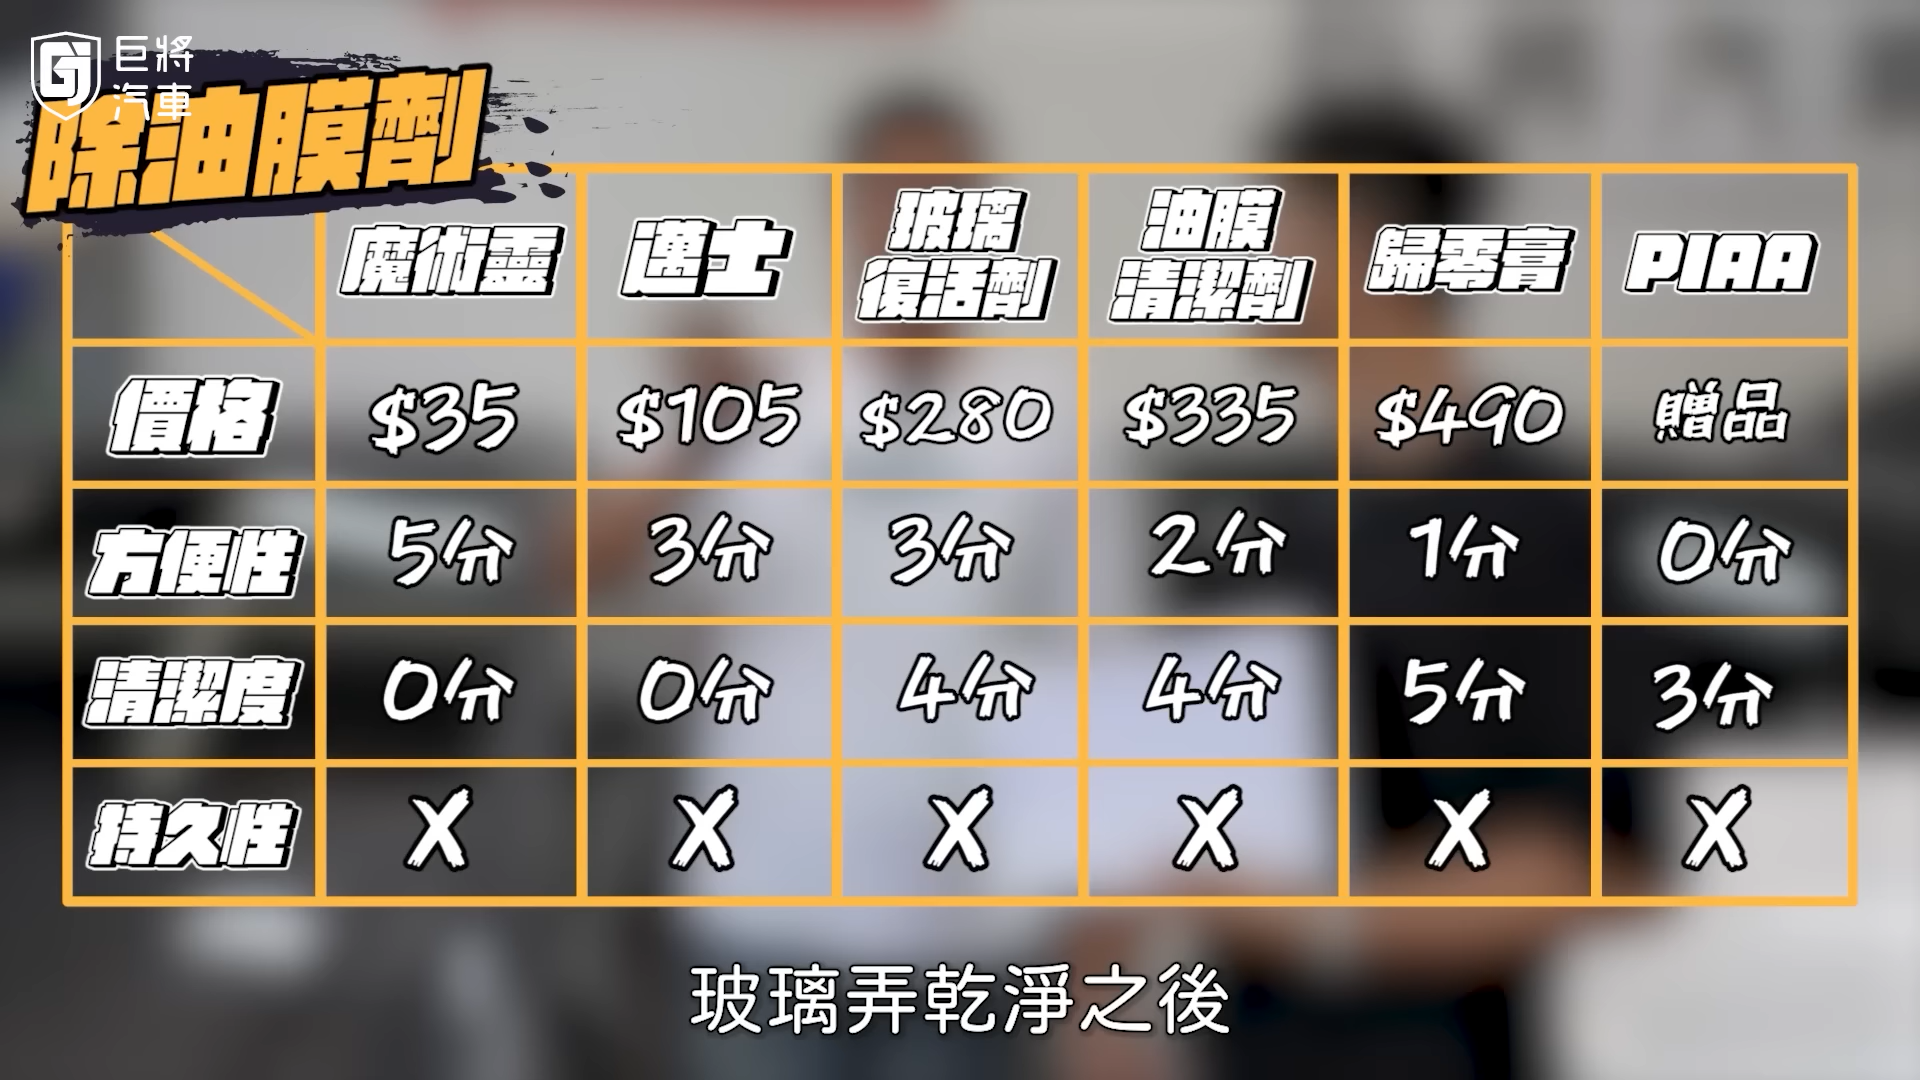 巨將
汽車
除油膜劑
魔術靈 邁士 玻璃復活劑 油膜清潔劑 歸零膏 PIAA
價格 $35 $105 $280 $335 $490 贈品
方便性 5分 3分 3分 2分 1分 0分
清潔度 0分 0分 4分 4分 5分 3分
持久性 X X X X X X
玻璃弄乾淨之後